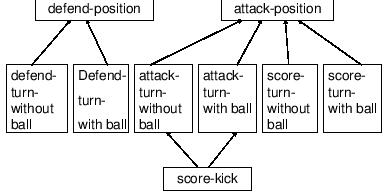 defend-position
attack-position
defend-
turn-
without
ball
Defend-
turn-
with ball
attack-
turn-
without
ball
attack-
turn-
with ball
score-
turn-
without
ball
score-
turn-
with ball
score-kick